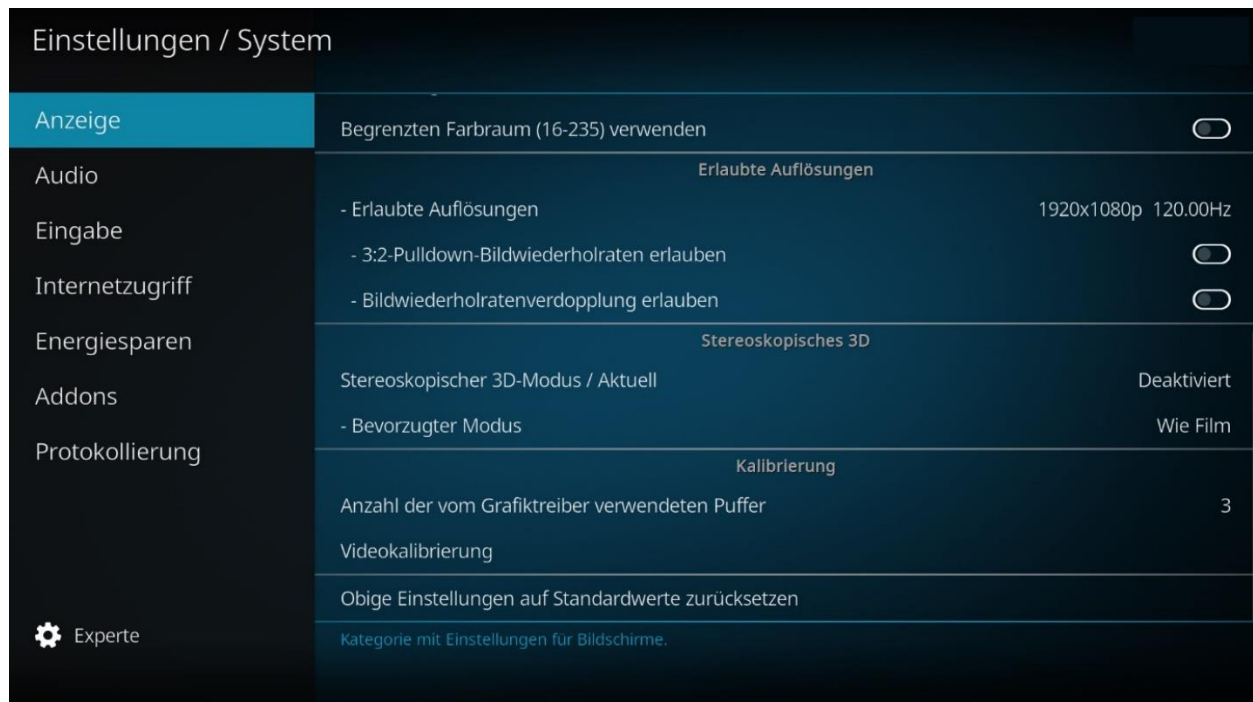 Einstellungen / System
Anzeige
Audio
Eingabe
Internetzugriff
Energiesparen
Addons
Protokollierung
Experte
Begrenzten Farbraum (16-235) verwenden
Erlaubte Auflösungen
- Erlaubte Auflösungen 1920x1080p 120.00Hz
- 3:2-Pulldown-Bildwiederholraten erlauben
- Bildwiederholratenverdopplung erlauben
Stereoskopisches 3D
Stereoskopischer 3D-Modus / Aktuell Deaktiviert
- Bevorzugter Modus Wie Film
Kalibrierung
Anzahl der vom Grafiktreiber verwendeten Puffer 3
Videokalibrierung
Obige Einstellungen auf Standardwerte zurücksetzen
Kategorie mit Einstellungen für Bildschirme.